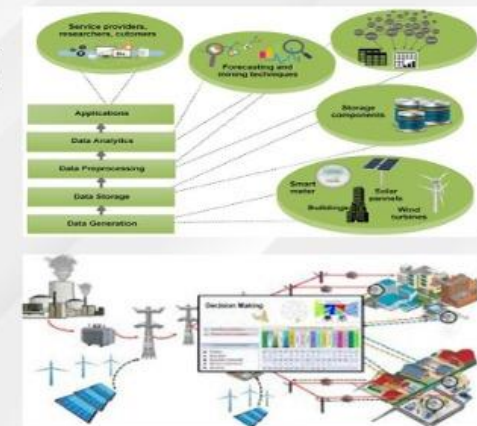 Service providers,
researchers, cutomers
Forecasting and
mining techniques
Applications
Data Analytics
Data Preprocessing
Data Storage
Data Generation
Storage
components
Smart
meter
Solar
pannels
Buildings
Wind
turbines
Decision Making